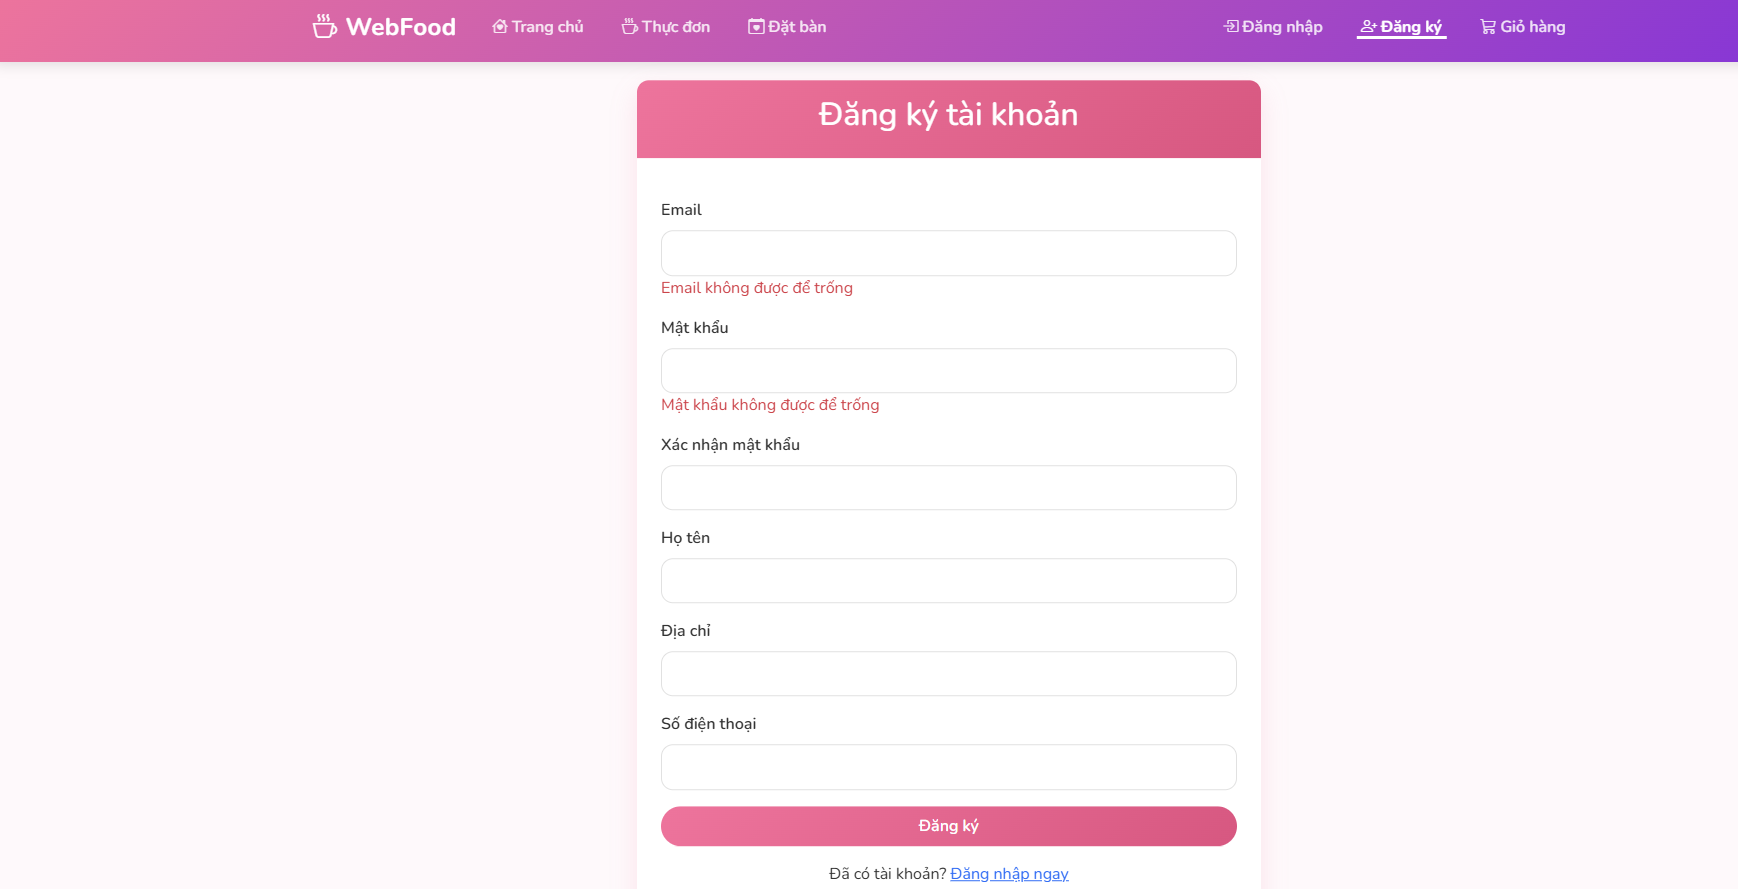 WebFood Trang chủ Thực đơn Đặt bàn Đăng nhập Đăng ký Giỏ hàng
Đăng ký tài khoản
Email
Email không được để trống
Mật khẩu
Mật khẩu không được để trống
Xác nhận mật khẩu
Họ tên
Địa chỉ
Số điện thoại
Đăng ký
Đã có tài khoản? Đăng nhập ngay